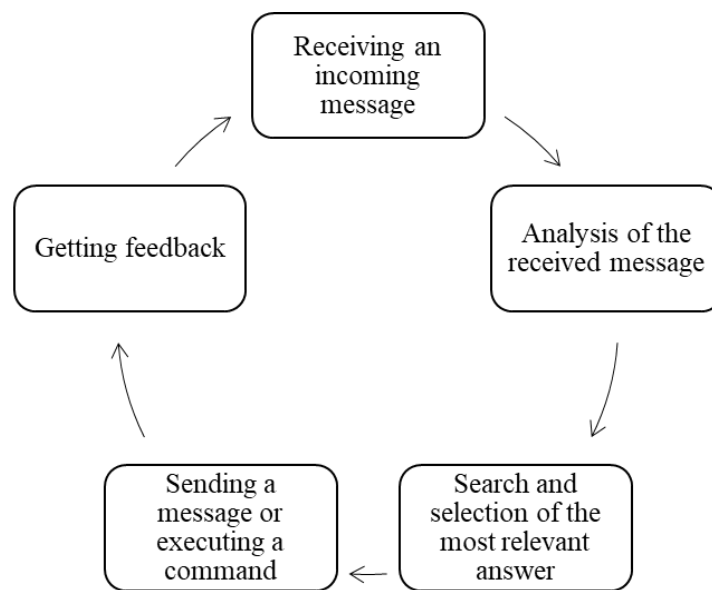 Receiving an
incoming
message
Analysis of the
received message
Search and
selection of the
most relevant
answer
Sending a
message or
executing a
command
Getting feedback